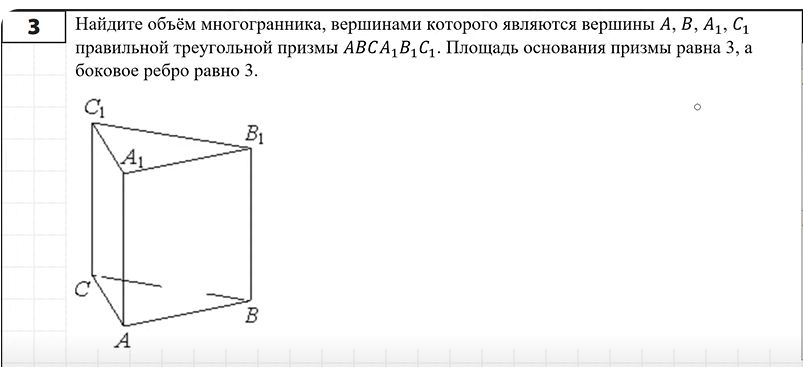 3
Найдите объём многогранника, вершинами которого являются вершины A, B, A₁, C₁
правильной треугольной призмы ABCA₁B₁C₁. Площадь основания призмы равна 3, а
боковое ребро равно 3.
C₁
B₁
A₁
C
B
A